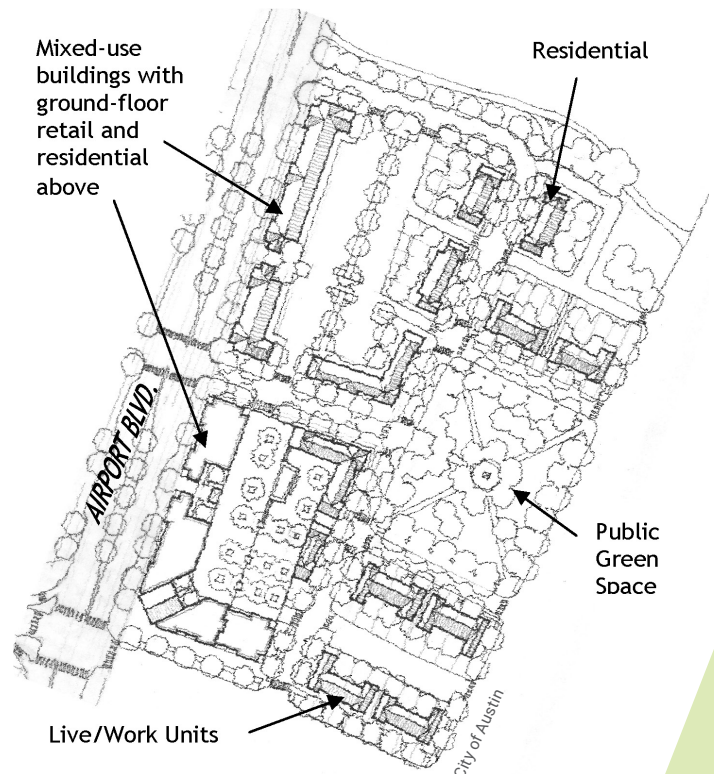 Mixed-use
buildings with
ground-floor
retail and
residential
above
Residential
AIRPORT BLVD.
Public
Green
Space
Live/Work Units
City of Austin